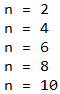 n = 2
n = 4
n = 6
n = 8
n = 10